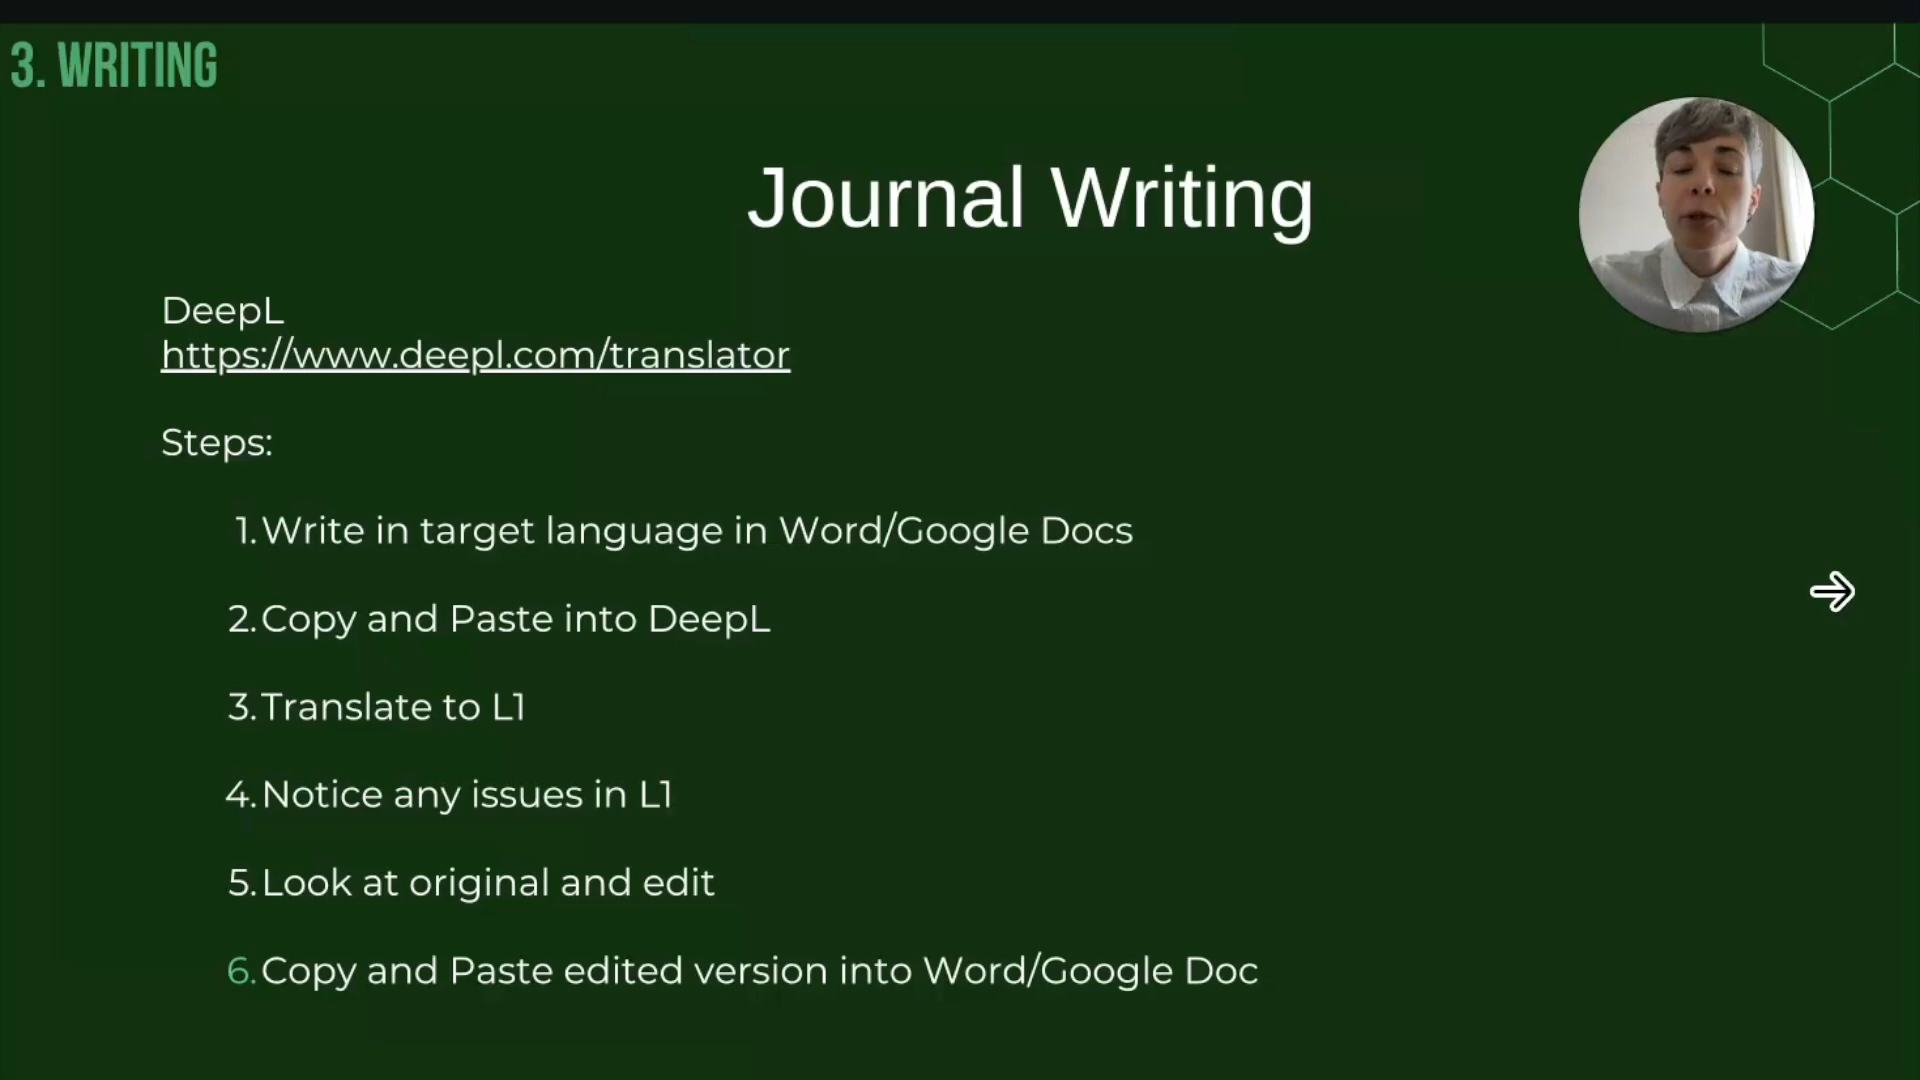 3. WRITING
Journal Writing
DeepL
https://www.deepl.com/translator
Steps:
1. Write in target language in Word/Google Docs
2. Copy and Paste into DeepL
3. Translate to L1
4. Notice any issues in L1
5. Look at original and edit
6. Copy and Paste edited version into Word/Google Doc